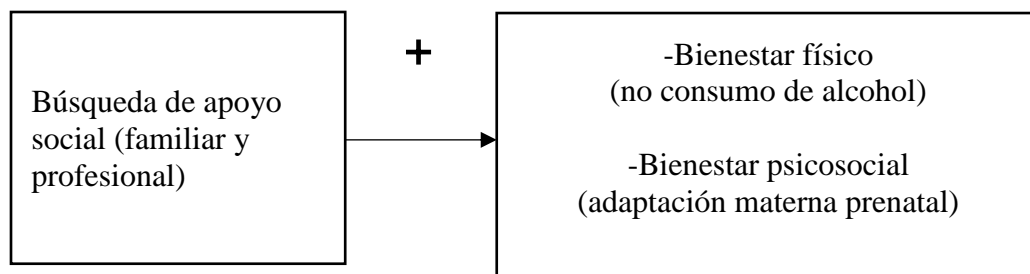 Búsqueda de apoyo
social (familiar y
profesional)
+
-Bienestar físico
(no consumo de alcohol)
-Bienestar psicosocial
(adaptación materna prenatal)